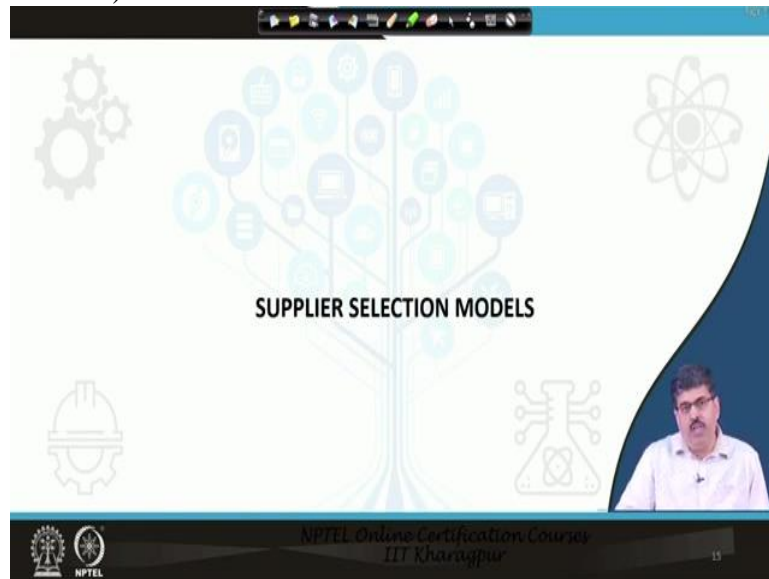 SUPPLIER SELECTION MODELS
NPTEL Online Certification Courses
IIT Kharagpur
NPTEL
15